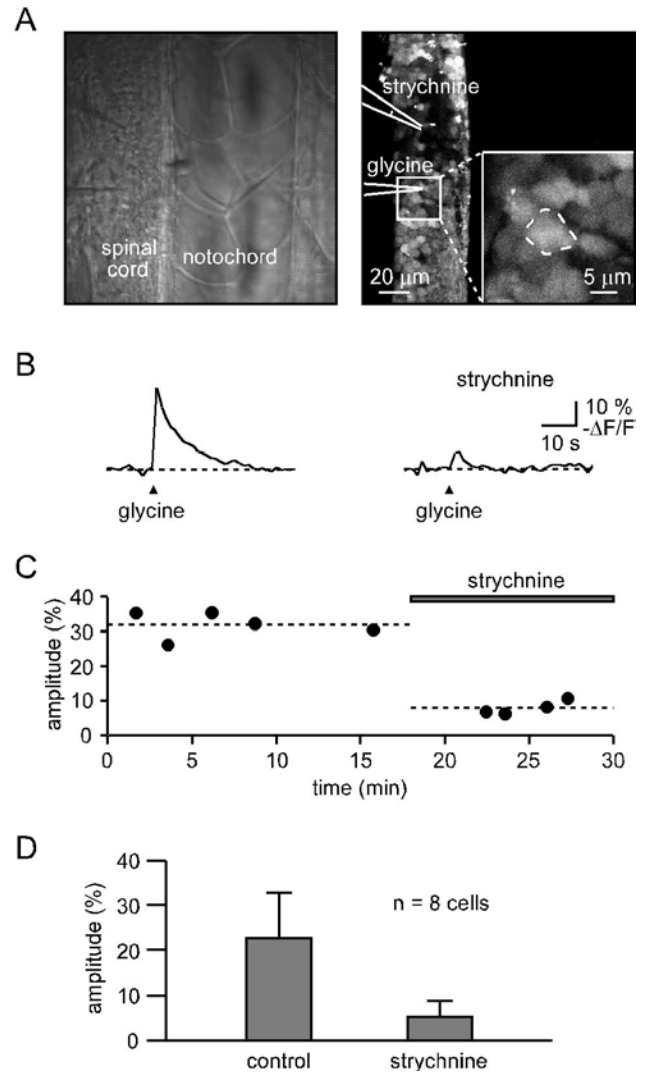 A
spinal
cord
notochord
strychnine
glycine
20 μm
5 μm
B
glycine
strychnine
10 %
-ΔF/F
10 s
glycine
C
strychnine
amplitude (%)
40
30
20
10
0
0 5 10 15 20 25 30
time (min)
D
amplitude (%)
40
30
20
10
0
n = 8 cells
control strychnine